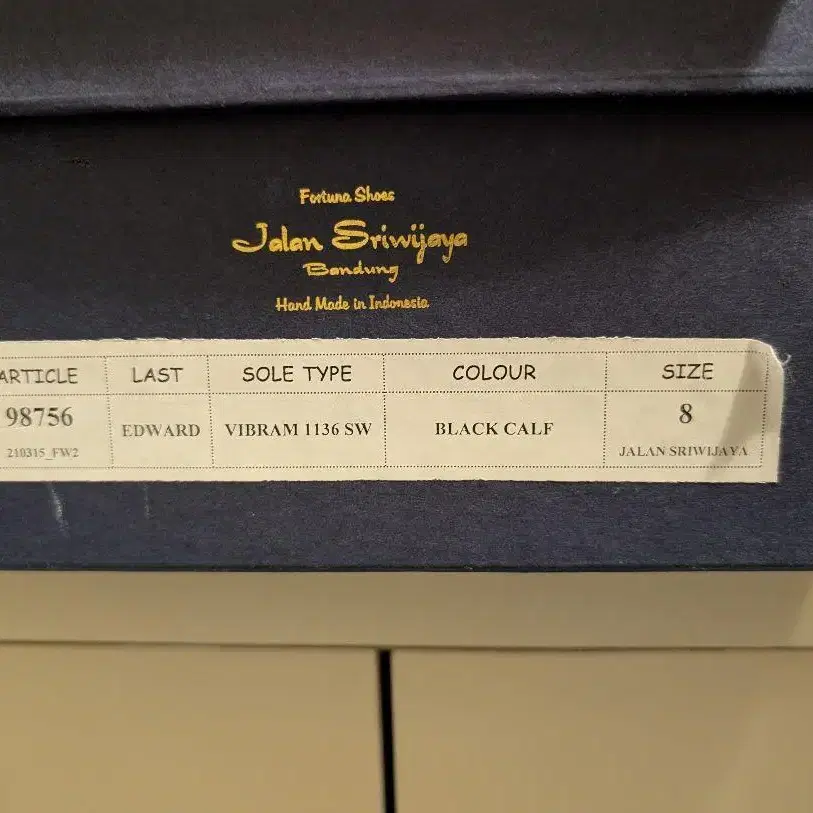 Fortuna Shoes
Jalan Sriwijaya
Bandung
Hand Made in Indonesia
ARTICLE LAST SOLE TYPE COLOUR SIZE
98756 EDWARD VIBRAM 1136 SW BLACK CALF 8
210315_FW2 JALAN SRIWIJAYA